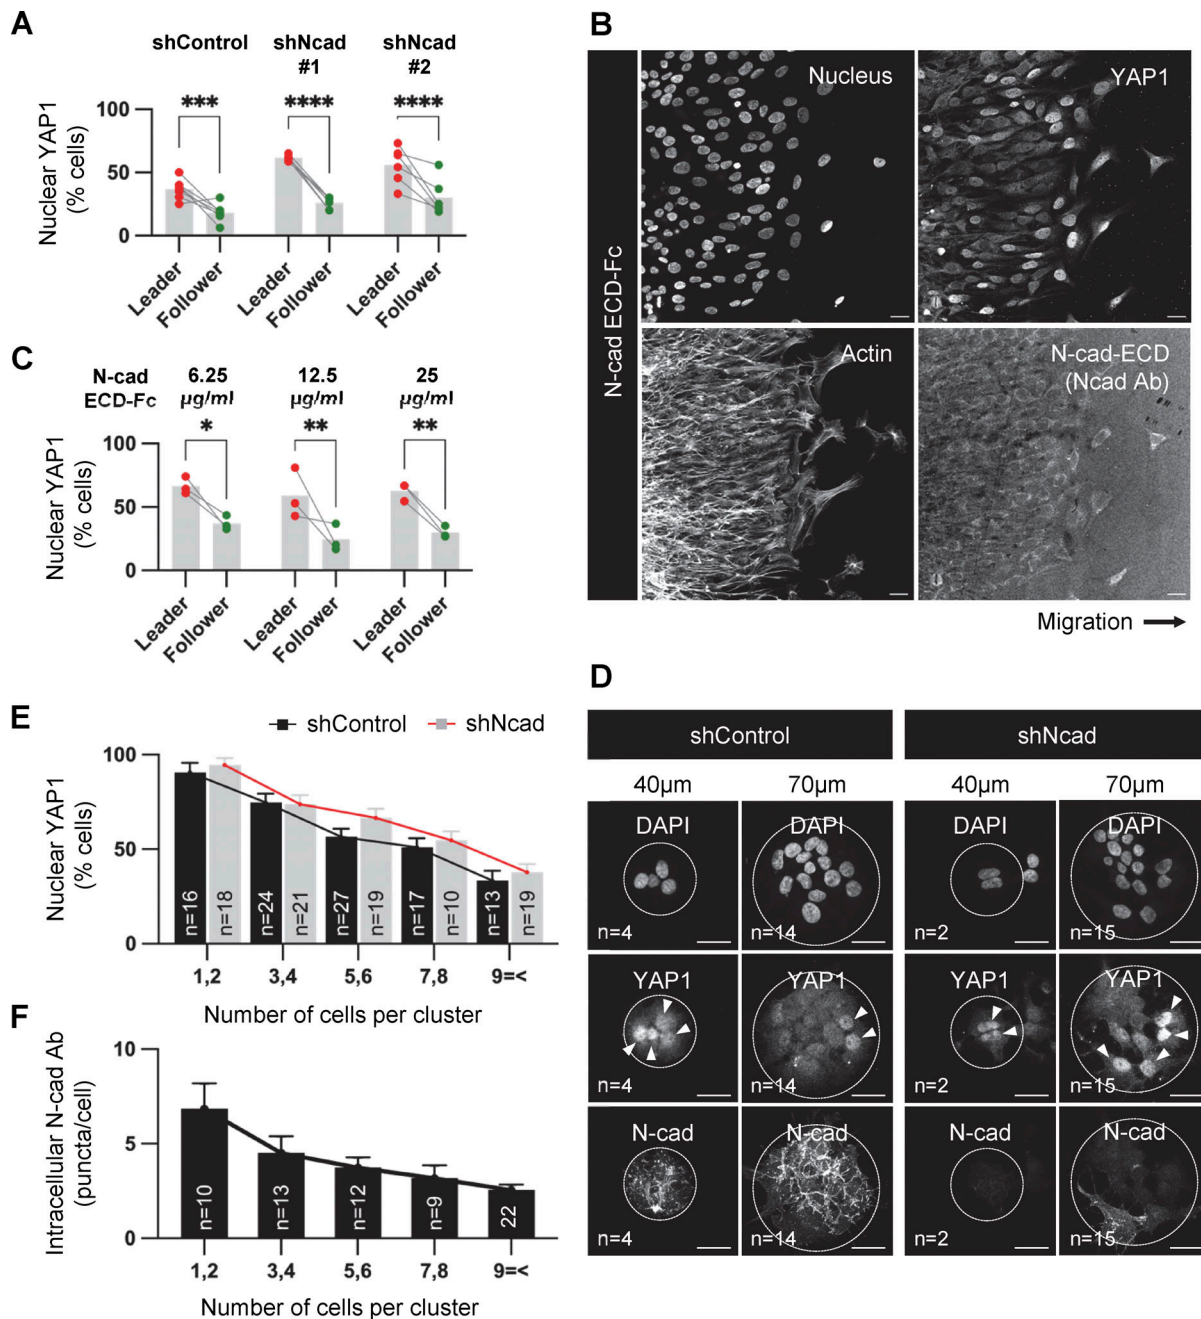 A
shControl
shNcad
#1
shNcad
#2
***
****
****
Nuclear YAP1
(% cells)
100
50
0
Leader
Follower
Leader
Follower
Leader
Follower
B
N-cad ECD-Fc
Nucleus
YAP1
Actin
N-cad-ECD
(Ncad Ab)
Migration
C
N-cad
ECD-Fc
6.25
µg/ml
12.5
µg/ml
25
µg/ml
*
**
**
Nuclear YAP1
(% cells)
100
50
0
Leader
Follower
Leader
Follower
Leader
Follower
D
shControl
shNcad
40µm
70µm
40µm
70µm
DAPI
DAPI
DAPI
DAPI
n=4
n=14
n=2
n=15
YAP1
YAP1
YAP1
YAP1
n=4
n=14
n=2
n=15
N-cad
N-cad
N-cad
N-cad
n=4
n=14
n=2
n=15
E
shControl
shNcad
Nuclear YAP1
(% cells)
100
50
0
n=16
n=18
n=24
n=21
n=27
n=19
n=17
n=10
n=13
n=19
1,2
3,4
5,6
7,8
9=<
Number of cells per cluster
F
Intracellular N-cad Ab
(puncta/cell)
10
5
0
n=10
n=13
n=12
n=9
22
1,2
3,4
5,6
7,8
9=<
Number of cells per cluster